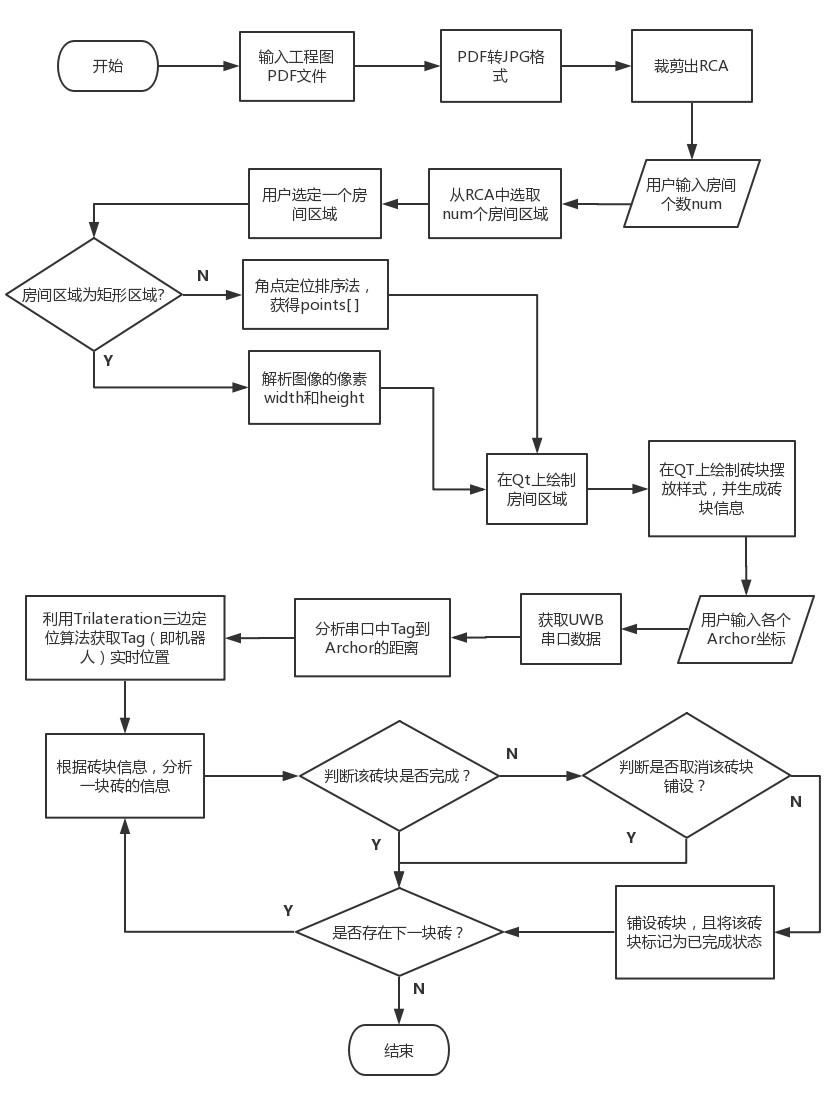 开始
输入工程图
PDF文件
PDF转JPG格
式
裁剪出RCA
用户输入房间
个数num
从RCA中选取
num个房间区域
用户选定一个房
间区域
房间区域为矩形区域?
N
角点定位排序法，
获得points[ ]
Y
解析图像的像素
width和height
在Qt上绘制
房间区域
在QT上绘制砖块摆
放样式，并生成砖
块信息
用户输入各个
Archor坐标
获取UWB
串口数据
分析串口中Tag到
Archor的距离
利用Trilateration三边定
位算法获取Tag（即机器
人）实时位置
根据砖块信息，分析
一块砖的信息
判断该砖块是否完成？
N
判断是否取消该砖块
铺设？
N
Y
Y
铺设砖块，且将该砖
块标记为已完成状态
是否存在下一块砖？
Y
N
结束